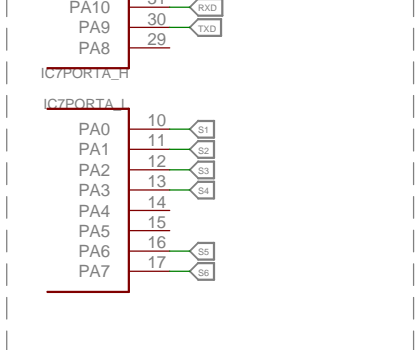 PA10 31 RXD
PA9 30 TXD
PA8 29
IC7PORTA_H
IC7PORTA_L
PA0 10 S1
PA1 11 S2
PA2 12 S3
PA3 13 S4
PA4 14
PA5 15
PA6 16 S5
PA7 17 S6